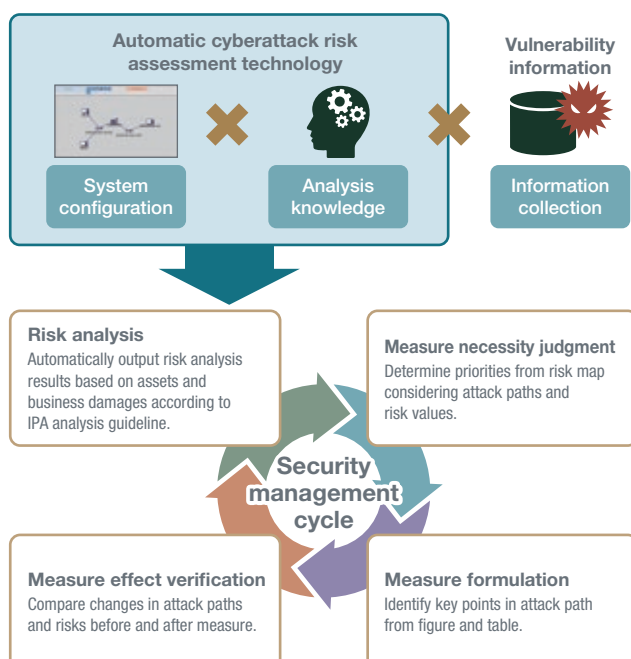 Automatic cyberattack risk
assessment technology
Vulnerability
information
System
configuration
Analysis
knowledge
Information
collection
Risk analysis
Automatically output risk analysis
results based on assets and
business damages according to
IPA analysis guideline.
Measure necessity judgment
Determine priorities from risk map
considering attack paths and
risk values.
Security
management
cycle
Measure effect verification
Compare changes in attack paths
and risks before and after measure.
Measure formulation
Identify key points in attack path
from figure and table.